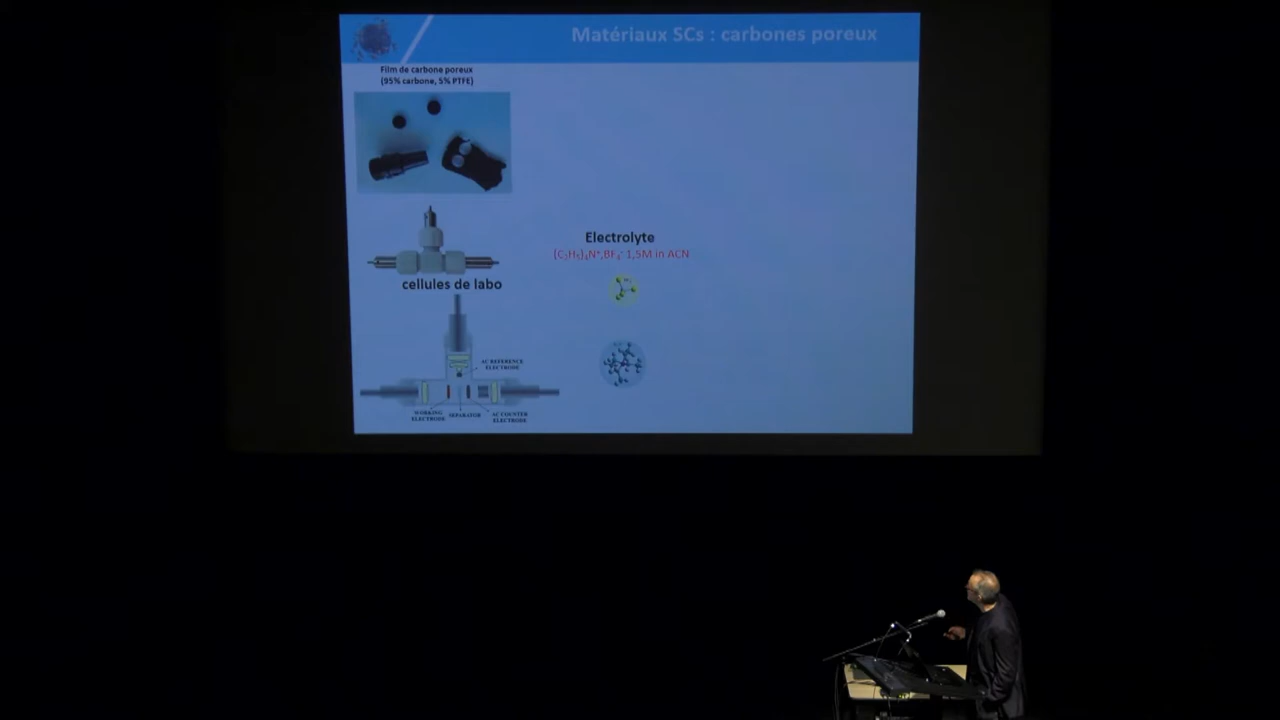 Matériaux SCs : carbones poreux
Film de carbone poreux
(95% carbone, 5% PTFE)
Electrolyte
(C₂H₅)₄N⁺,BF₄⁻ 1,5M in ACN
cellules de labo
AC REFERENCE
ELECTRODE
WORKING
ELECTRODE
SEPARATOR
AC COUNTER
ELECTRODE